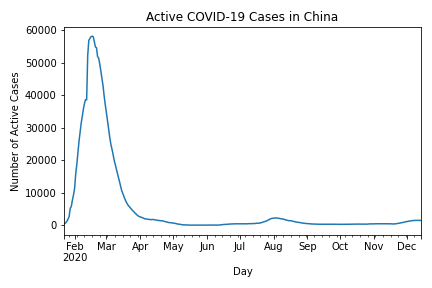 Active COVID-19 Cases in China
60000
50000
40000
30000
20000
10000
0
Number of Active Cases
Feb Mar Apr May Jun Jul Aug Sep Oct Nov Dec
2020
Day